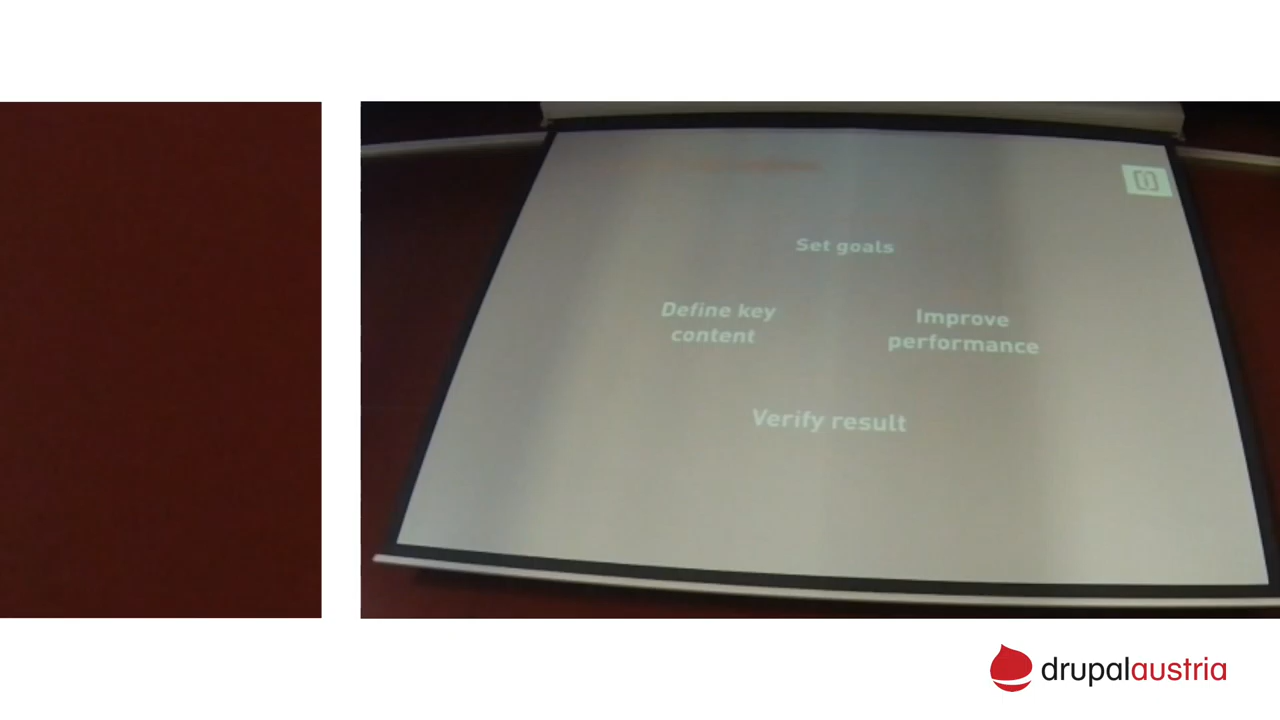 Set goals
Define key
content
Improve
performance
Verify result
drupalaustria